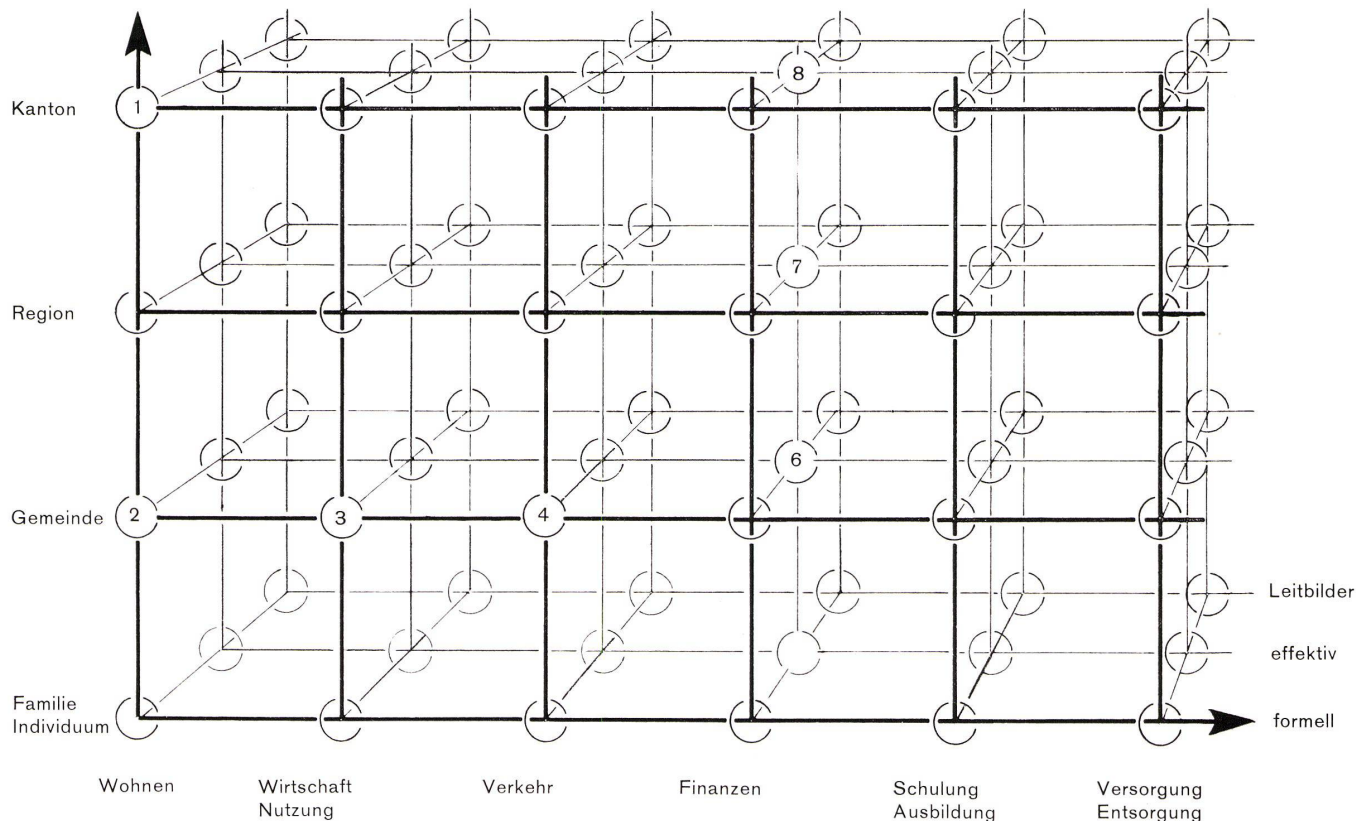 8
Kanton 1
7
Region
6
Gemeinde 2 3 4
Leitbilder
effektiv
Familie
Individuum
formell
Wohnen Wirtschaft Verkehr Finanzen Schulung Versorgung
Nutzung Ausbildung Entsorgung